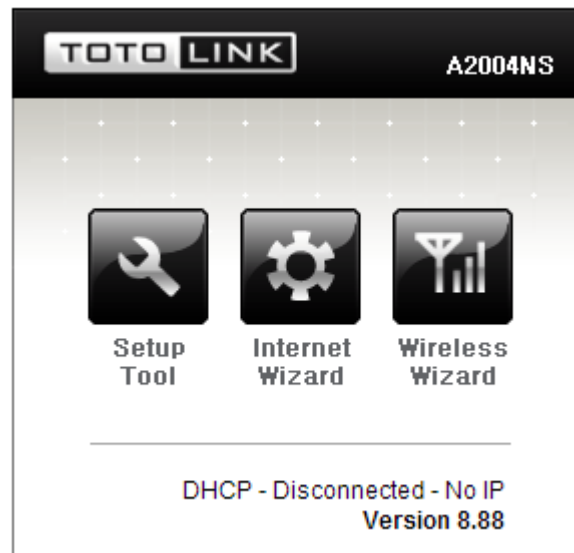 TOTO LINK
A2004NS
Setup Tool
Internet Wizard
Wireless Wizard
DHCP - Disconnected - No IP
Version 8.88